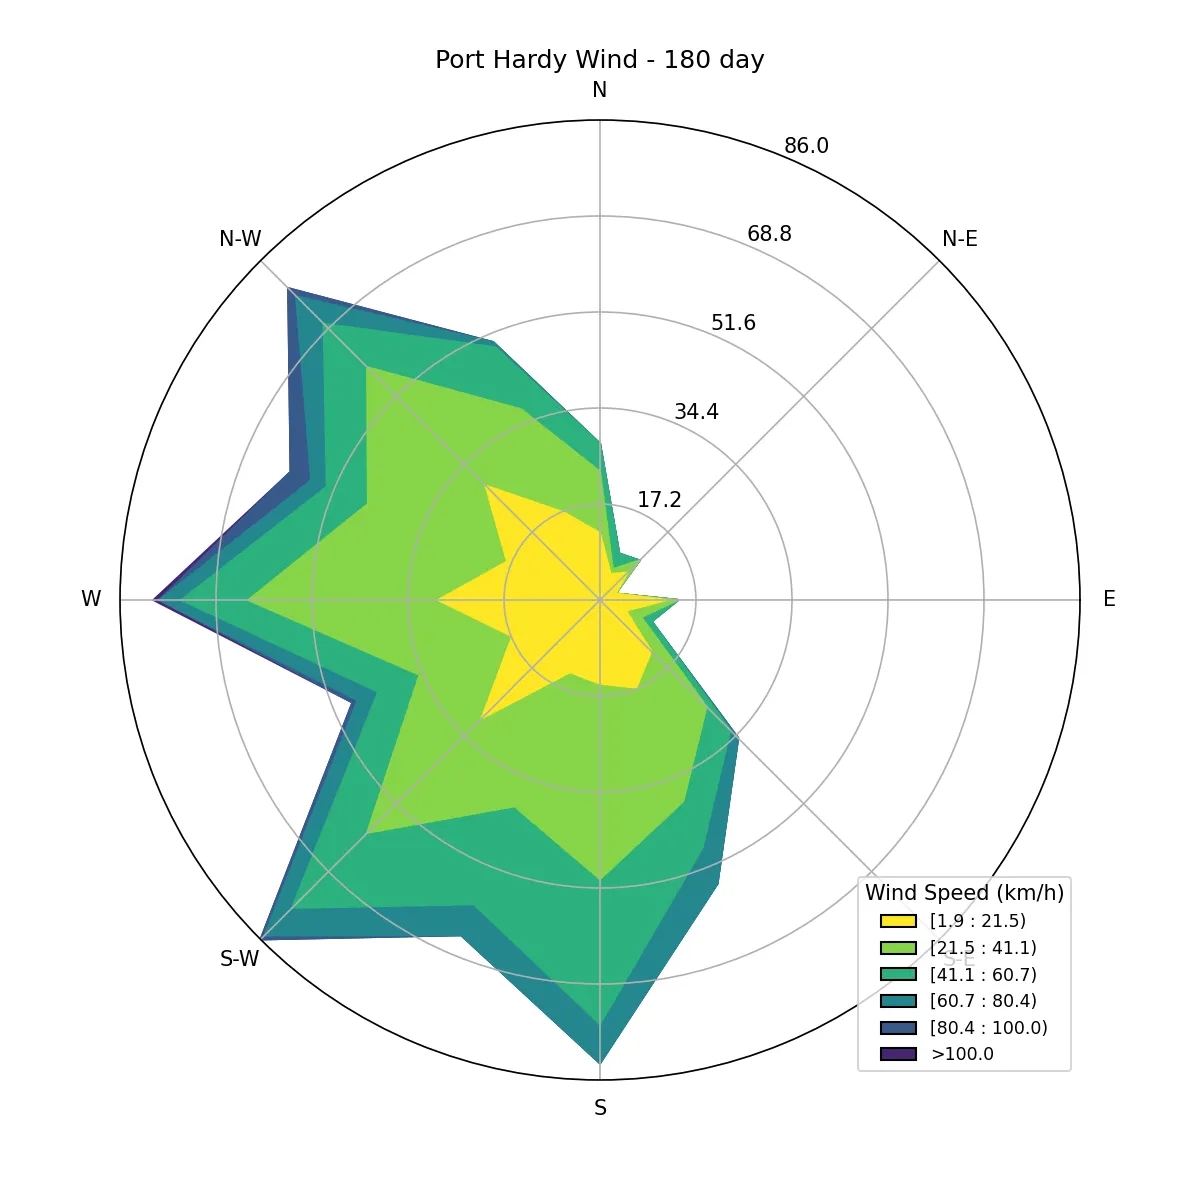 Port Hardy Wind - 180 day
N
86.0
68.8
N-W
N-E
51.6
34.4
17.2
W
E
Wind Speed (km/h)
[1.9 : 21.5)
[21.5 : 41.1)
S-W
S-E
[41.1 : 60.7)
[60.7 : 80.4)
[80.4 : 100.0)
>100.0
S